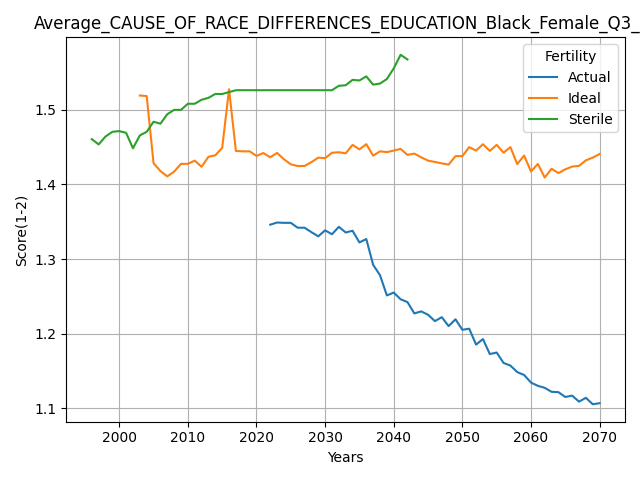 Average_CAUSE_OF_RACE_DIFFERENCES_EDUCATION_Black_Female_Q3_
Fertility
Actual
Ideal
Sterile
Score(1-2)
1.5
1.4
1.3
1.2
1.1
2000 2010 2020 2030 2040 2050 2060 2070
Years